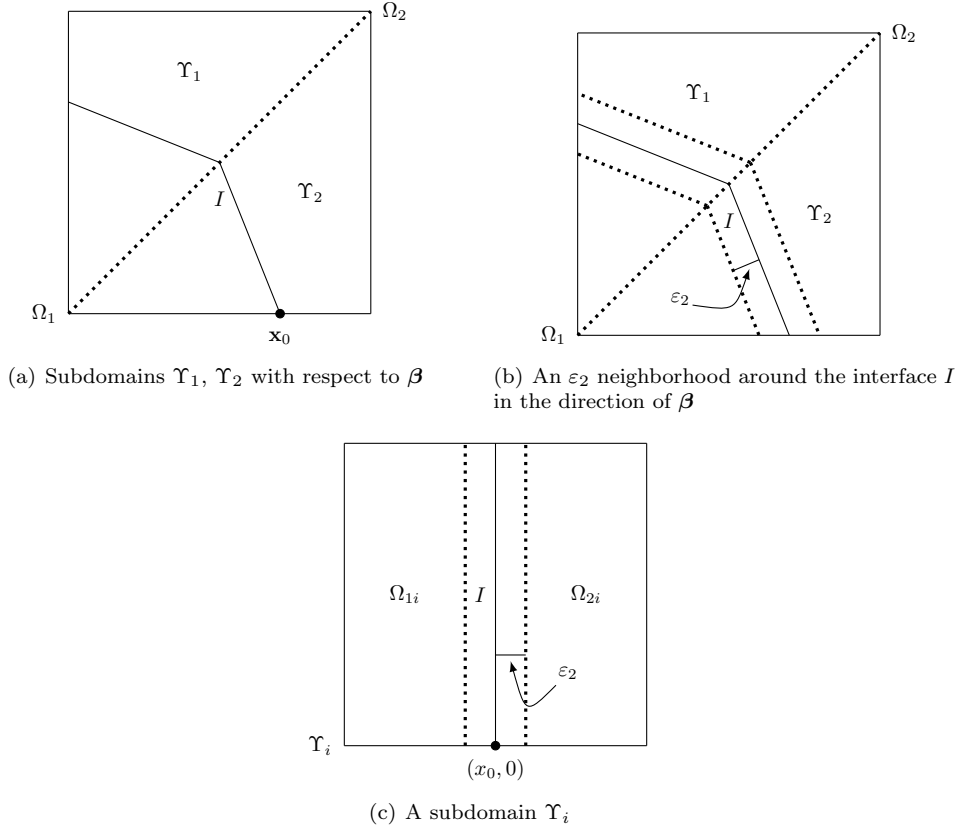 Ω₂
ϒ₁
I
ϒ₂
Ω₁
x₀
(a) Subdomains ϒ₁, ϒ₂ with respect to β
Ω₂
ϒ₁
I
ϒ₂
ε₂
Ω₁
(b) An ε₂ neighborhood around the interface I
in the direction of β
Ω₁ᵢ
I
Ω₂ᵢ
ε₂
ϒᵢ
(x₀, 0)
(c) A subdomain ϒᵢ